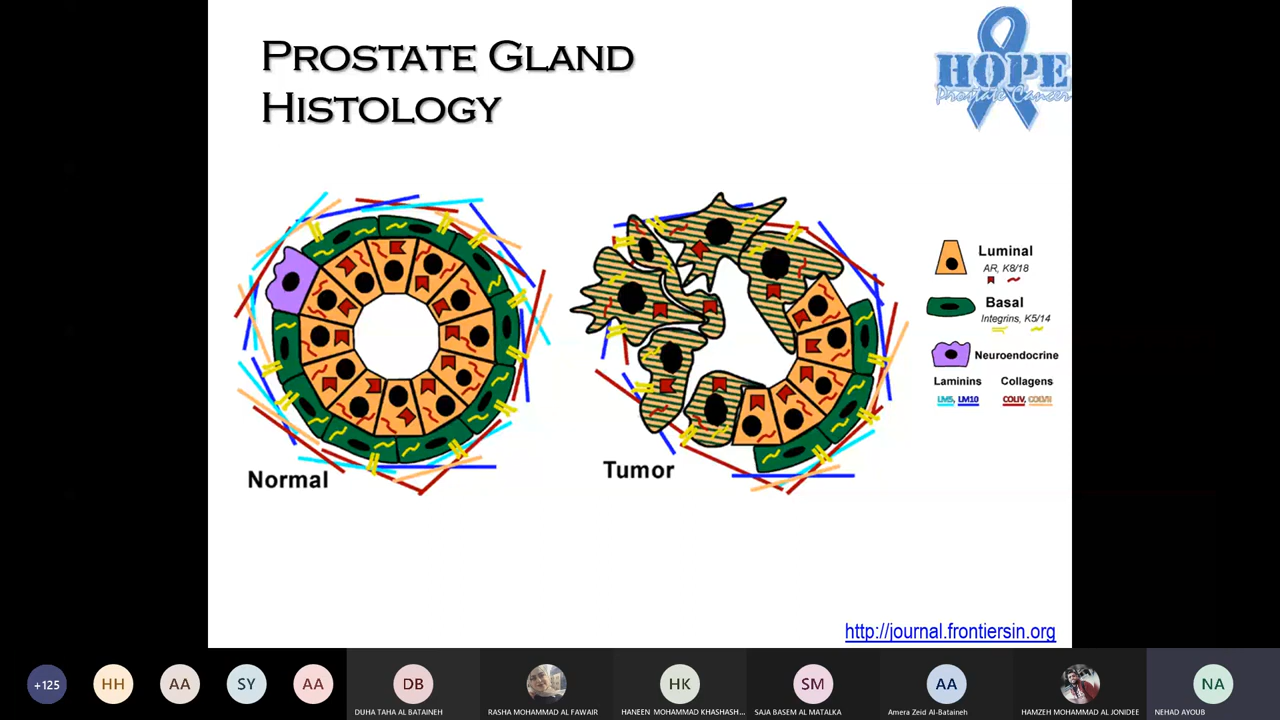 PROSTATE GLAND
HISTOLOGY
HOPE
Prostate Cancer
Normal
Tumor
Luminal
AR, K8/18
Basal
Integrins, K5/14
Neuroendocrine
Laminins Collagens
LM5, LM10 COLIV, COLVII
http://journal.frontiersin.org
+125
HH
AA
SY
AA
DB
HK
SM
AA
NA
DUHA TAHA AL BATAINEH
RASHA MOHAMMAD AL FAWAIR
HANEEN MOHAMMAD KHASHASH...
SAJA BASEM AL MATALKA
Amera Zeid Al-Bataineh
HAMZEH MOHAMMAD AL JONIDEE
NEHAD AYOUB